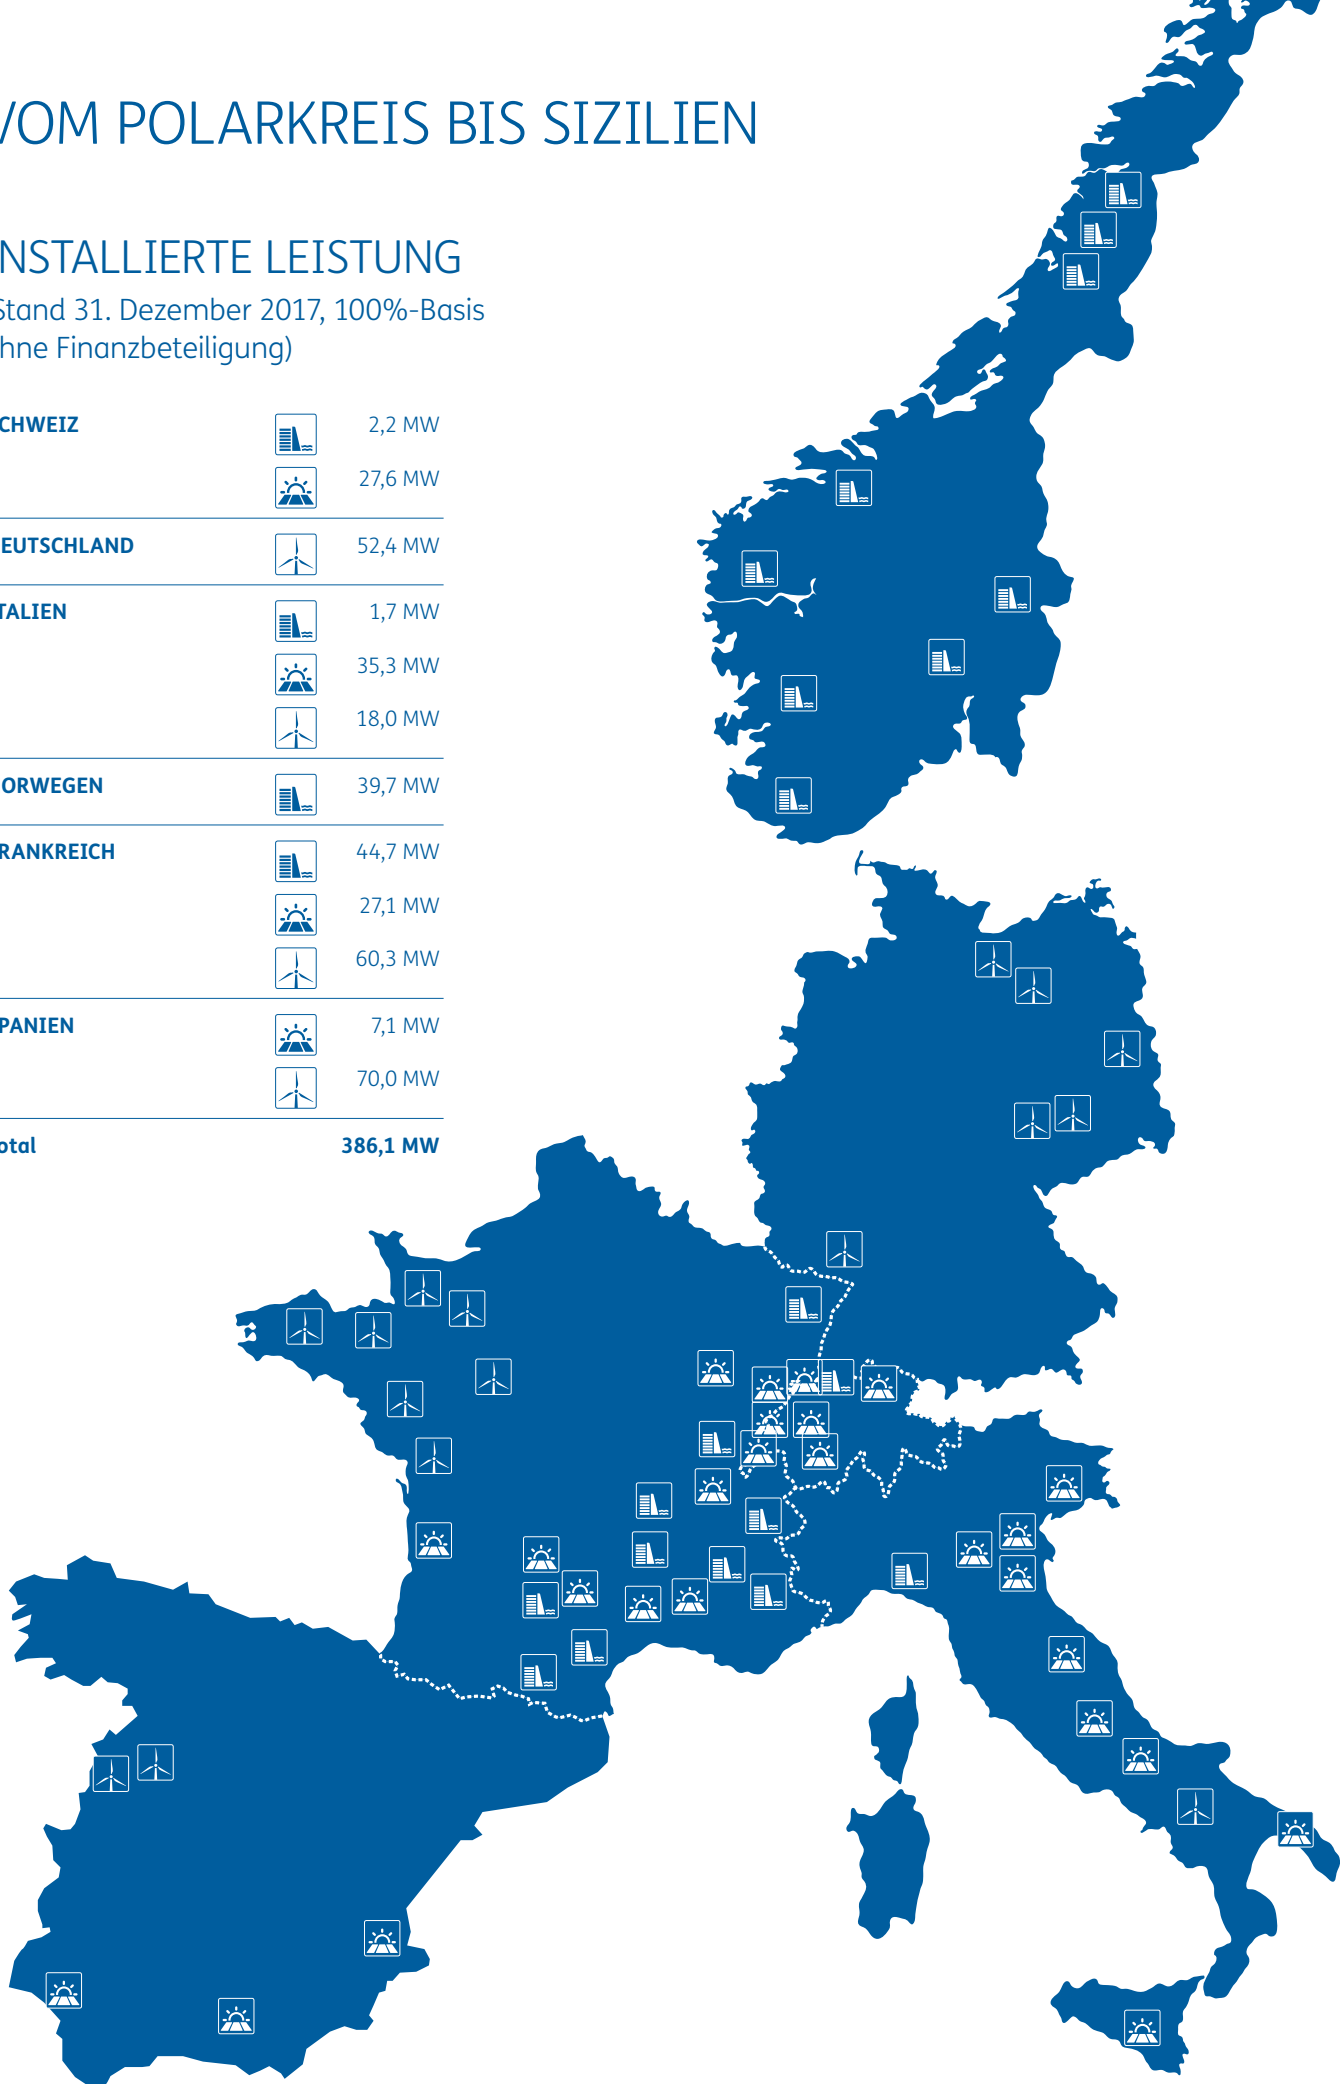 VOM POLARKREIS BIS SIZILIEN
NSTALLIERTE LEISTUNG
Stand 31. Dezember 2017, 100%-Basis
hne Finanzbeteiligung)
CHWEIZ 2,2 MW
27,6 MW
EUTSCHLAND 52,4 MW
TALIEN 1,7 MW
35,3 MW
18,0 MW
ORWEGEN 39,7 MW
RANKREICH 44,7 MW
27,1 MW
60,3 MW
PANIEN 7,1 MW
70,0 MW
otal 386,1 MW